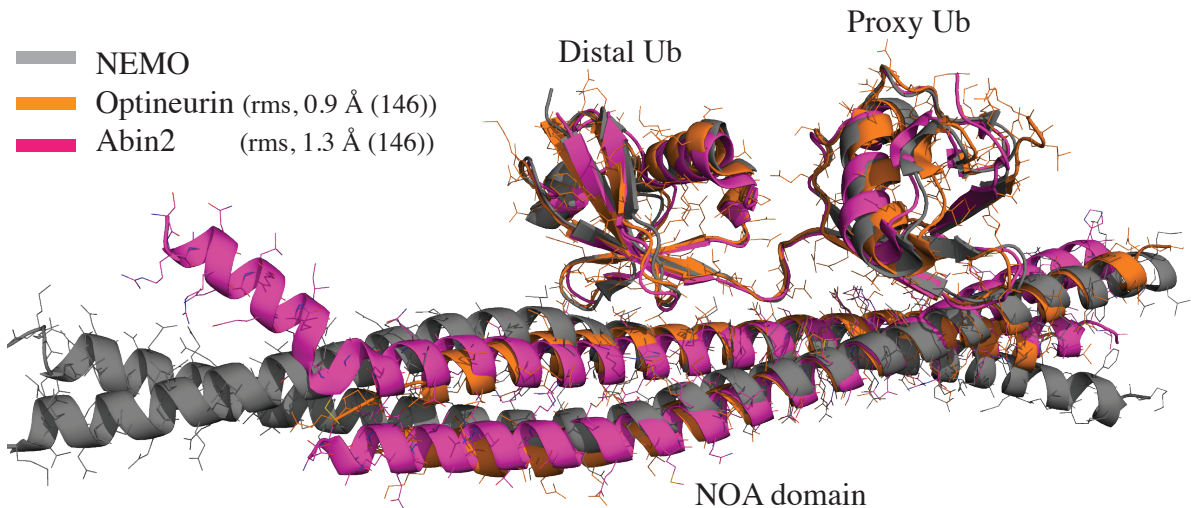 Distal Ub
Proxy Ub
NEMO
Optineurin (rms, 0.9 Å (146))
Abin2 (rms, 1.3 Å (146))
NOA domain